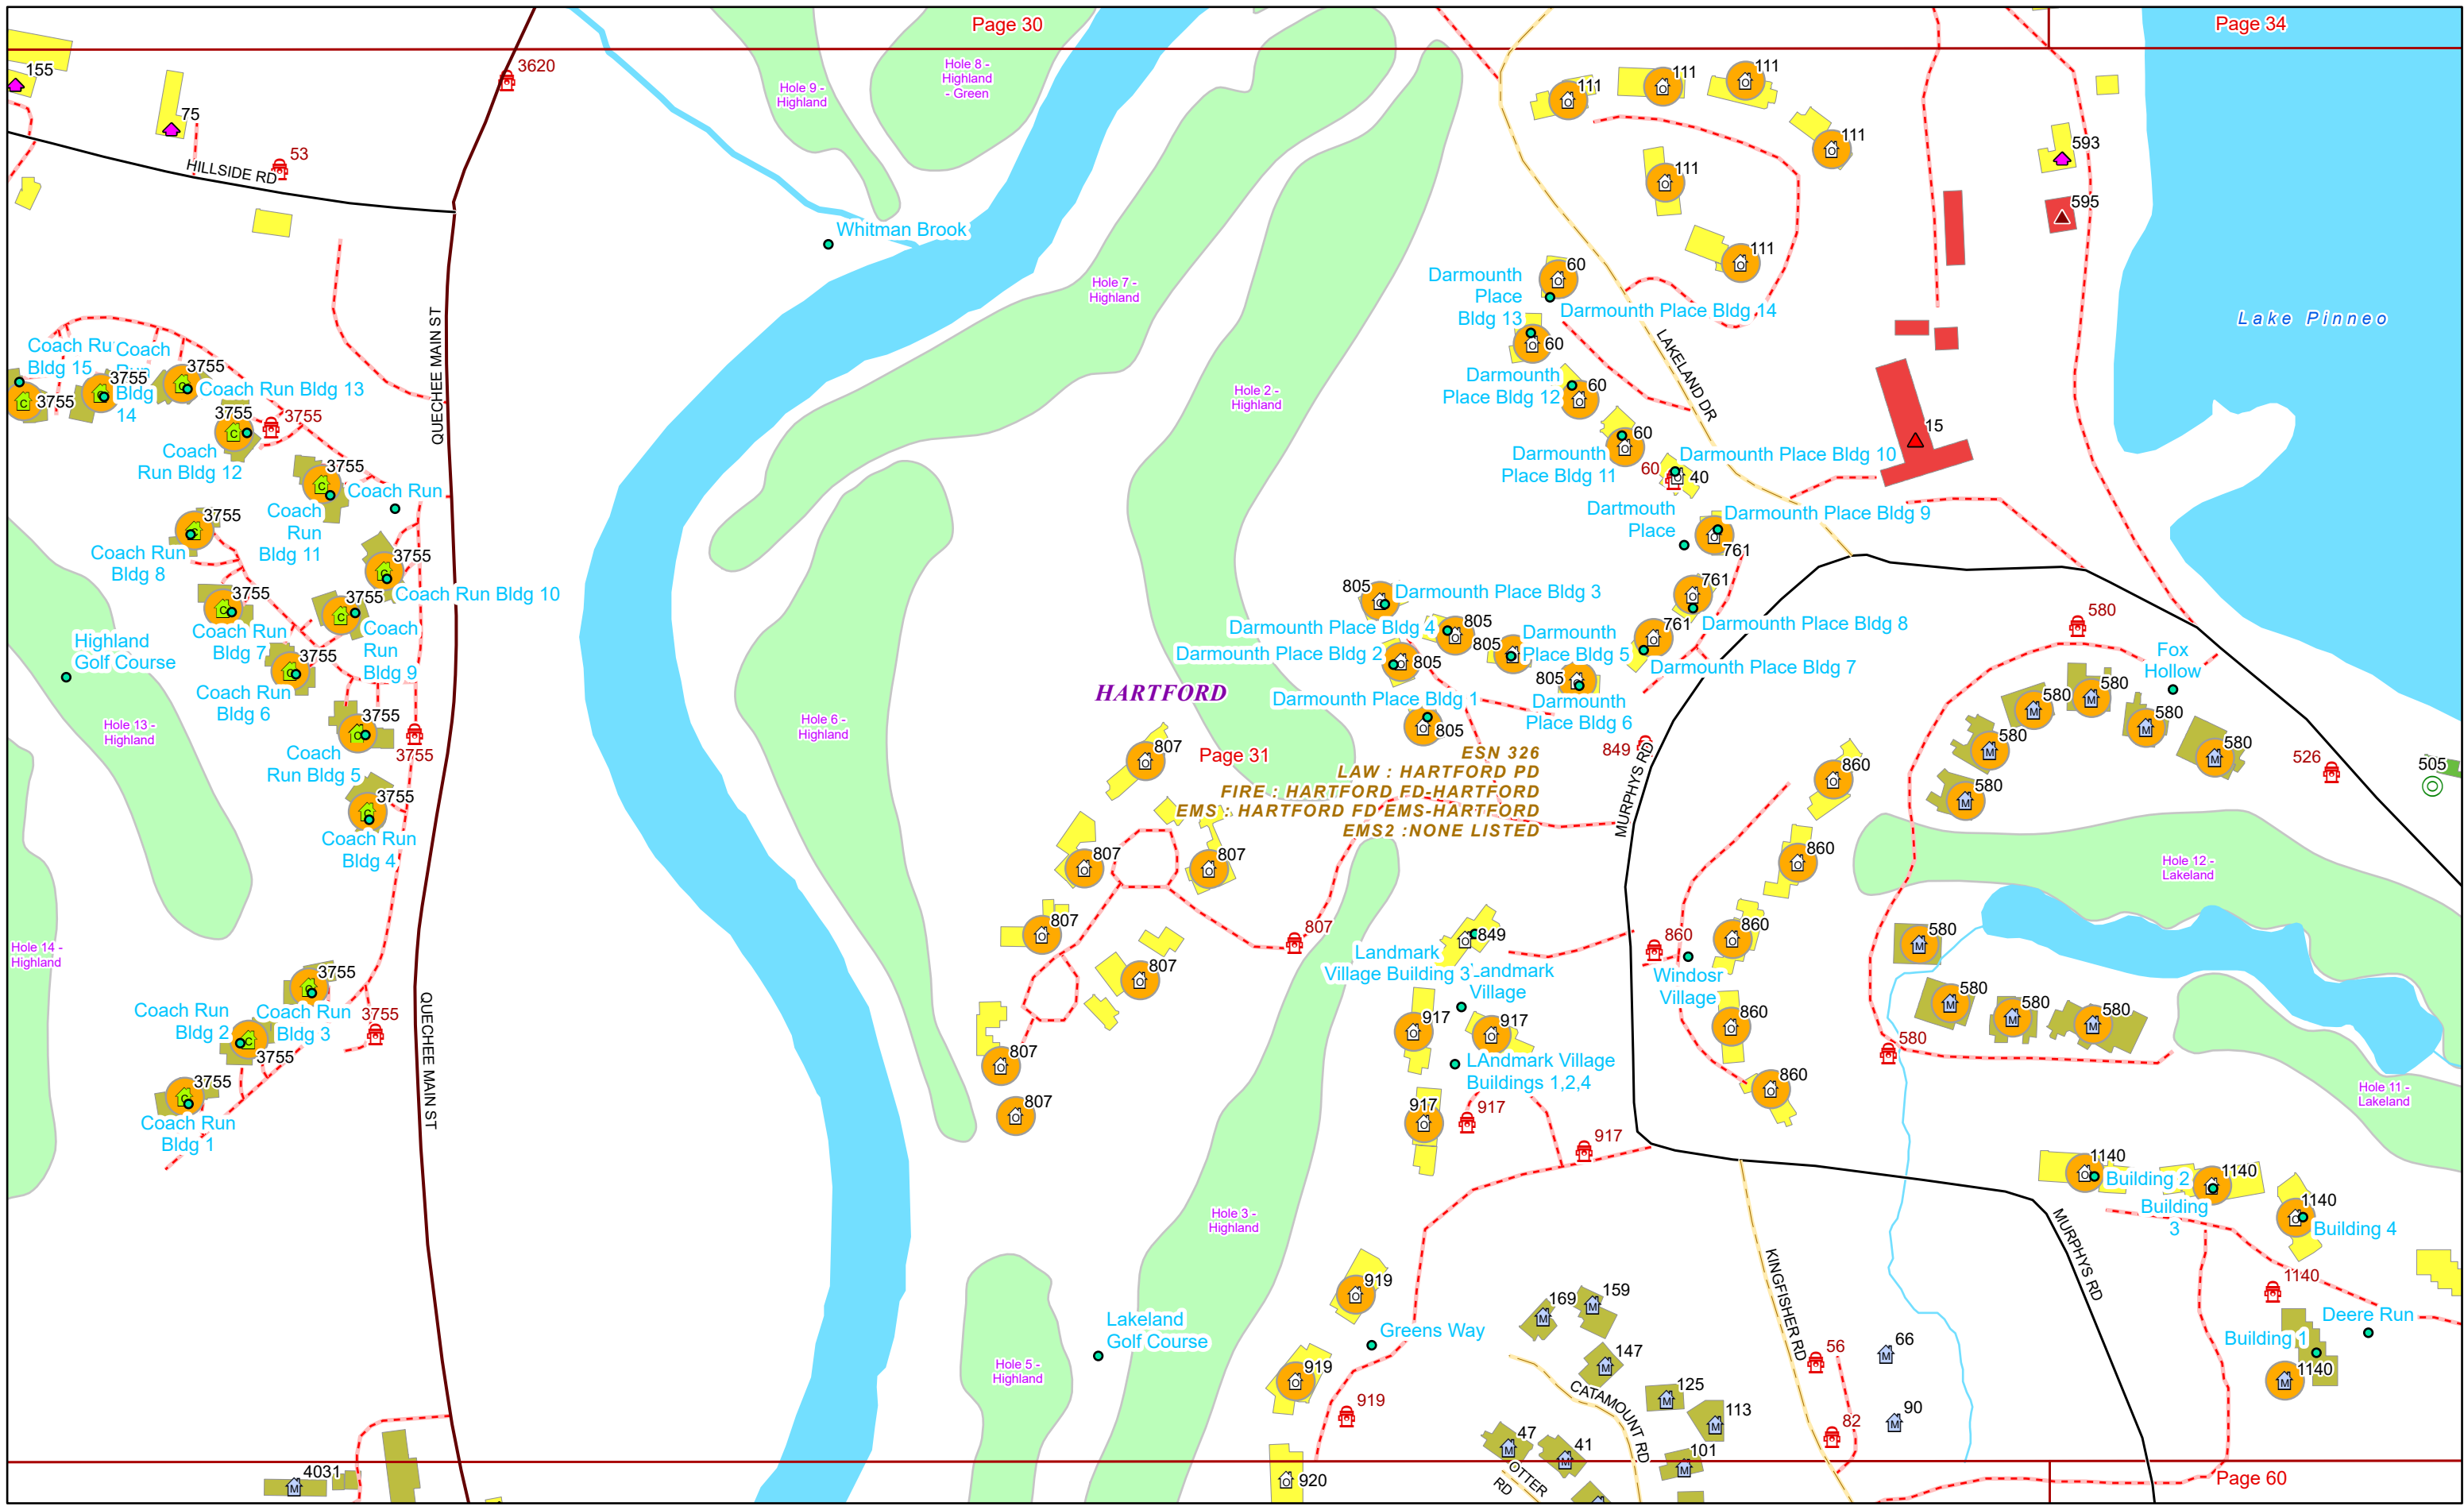 Page 30
Page 34
155
75
3620
53
HILLSIDE RD
Hole 9 -
Highland
Hole 8 -
Highland
- Green
111
111
111
111
111
111
593
595
Whitman Brook
Hole 7 -
Highland
Lake Pinneo
QUECHEE MAIN ST
Darmounth
Place
Bldg 13
60
Darmounth Place Bldg 14
60
LAKELAND DR
Darmounth
Place Bldg 12
60
Hole 2 -
Highland
Coach Ru
Bldg 15
Coach
Run
Bldg
14
3755
3755
3755
Coach Run Bldg 13
3755
3755
Coach
Run Bldg 12
60
Darmounth
Place Bldg 11
60
40
Darmounth Place Bldg 10
15
3755
Coach Run
Coach
Run
Bldg 11
Dartmouth
Place
Darmounth Place Bldg 9
761
3755
Coach Run
Bldg 8
3755
Coach Run Bldg 10
3755
Coach Run
Bldg 7
3755
Coach
Run
Bldg 9
805
Darmounth Place Bldg 3
761
Darmounth Place Bldg 8
Darmounth Place Bldg 4
805
Darmounth Place Bldg 2
805
805
Darmounth
Place Bldg 5
761
Darmounth Place Bldg 7
580
Fox
Hollow
Highland
Golf Course
3755
Coach Run
Bldg 6
HARTFORD
Darmounth Place Bldg 1
805
805
Darmounth
Place Bldg 6
580
580
580
580
580
580
526
505
Hole 13 -
Highland
Hole 6 -
Highland
3755
Coach
Run Bldg 5
3755
807
Page 31
849
ESN 326
LAW : HARTFORD PD
FIRE : HARTFORD FD-HARTFORD
EMS : HARTFORD FD EMS-HARTFORD
EMS2 :NONE LISTED
MURPHYS RD
860
3755
Coach Run
Bldg 4
807
807
860
Hole 12 -
Lakeland
Hole 14 -
Highland
807
807
807
849
Landmark
Village Building 3
Landmark
Village
860
860
Windosr
Village
580
3755
Coach Run
Bldg 2
Coach Run
Bldg 3
3755
3755
QUECHEE MAIN ST
917
917
LAndmark Village
Buildings 1,2,4
860
580
580
580
580
807
3755
Coach Run
Bldg 1
807
917
917
917
860
Hole 11 -
Lakeland
1140
Building 2
1140
Building
3
1140
Building 4
Hole 3 -
Highland
KINGFISHER RD
MURPHYS RD
919
169
159
1140
Deere Run
Building 1
1140
Lakeland
Golf Course
Greens Way
147
56
66
Hole 5 -
Highland
919
919
CATAMOUNT RD
125
113
82
90
47
41
101
4031
920
OTTER
RD
Page 60